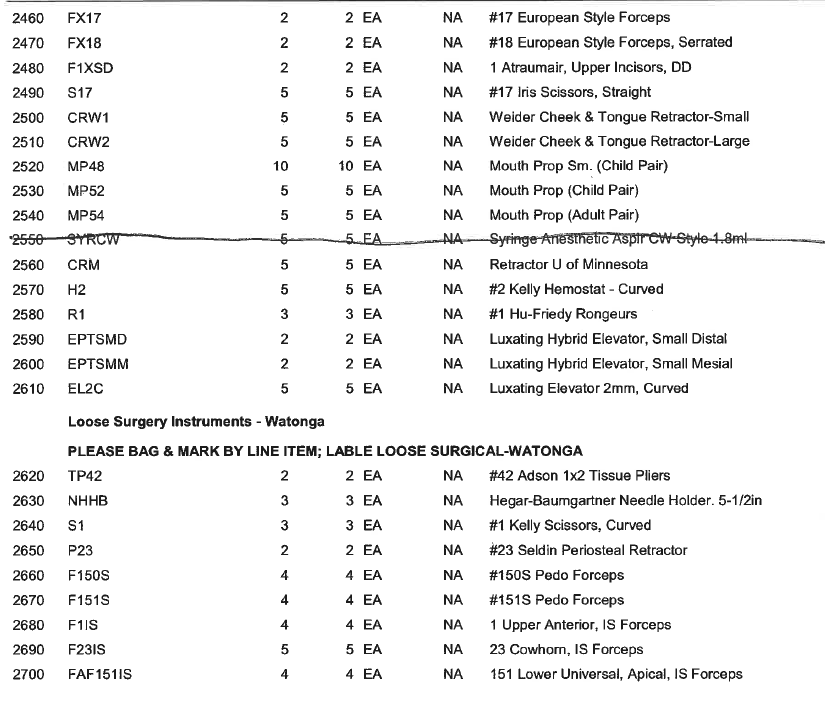 2460 FX17 2 2 EA NA #17 European Style Forceps
2470 FX18 2 2 EA NA #18 European Style Forceps, Serrated
2480 F1XSD 2 2 EA NA 1 Atraumair, Upper Incisors, DD
2490 S17 5 5 EA NA #17 Iris Scissors, Straight
2500 CRW1 5 5 EA NA Weider Cheek & Tongue Retractor-Small
2510 CRW2 5 5 EA NA Weider Cheek & Tongue Retractor-Large
2520 MP48 10 10 EA NA Mouth Prop Sm. (Child Pair)
2530 MP52 5 5 EA NA Mouth Prop (Child Pair)
2540 MP54 5 5 EA NA Mouth Prop (Adult Pair)
2550 SYRCW 5 5 EA NA Syringe Anesthetic Aspir CW Style 1.8ml
2560 CRM 5 5 EA NA Retractor U of Minnesota
2570 H2 5 5 EA NA #2 Kelly Hemostat - Curved
2580 R1 3 3 EA NA #1 Hu-Friedy Rongeurs
2590 EPTSMD 2 2 EA NA Luxating Hybrid Elevator, Small Distal
2600 EPTSMM 2 2 EA NA Luxating Hybrid Elevator, Small Mesial
2610 EL2C 5 5 EA NA Luxating Elevator 2mm, Curved
Loose Surgery Instruments - Watonga
PLEASE BAG & MARK BY LINE ITEM; LABLE LOOSE SURGICAL-WATONGA
2620 TP42 2 2 EA NA #42 Adson 1x2 Tissue Pliers
2630 NHHB 3 3 EA NA Hegar-Baumgartner Needle Holder. 5-1/2in
2640 S1 3 3 EA NA #1 Kelly Scissors, Curved
2650 P23 2 2 EA NA #23 Seldin Periosteal Retractor
2660 F150S 4 4 EA NA #150S Pedo Forceps
2670 F151S 4 4 EA NA #151S Pedo Forceps
2680 F1IS 4 4 EA NA 1 Upper Anterior, IS Forceps
2690 F23IS 5 5 EA NA 23 Cowhorn, IS Forceps
2700 FAF151IS 4 4 EA NA 151 Lower Universal, Apical, IS Forceps